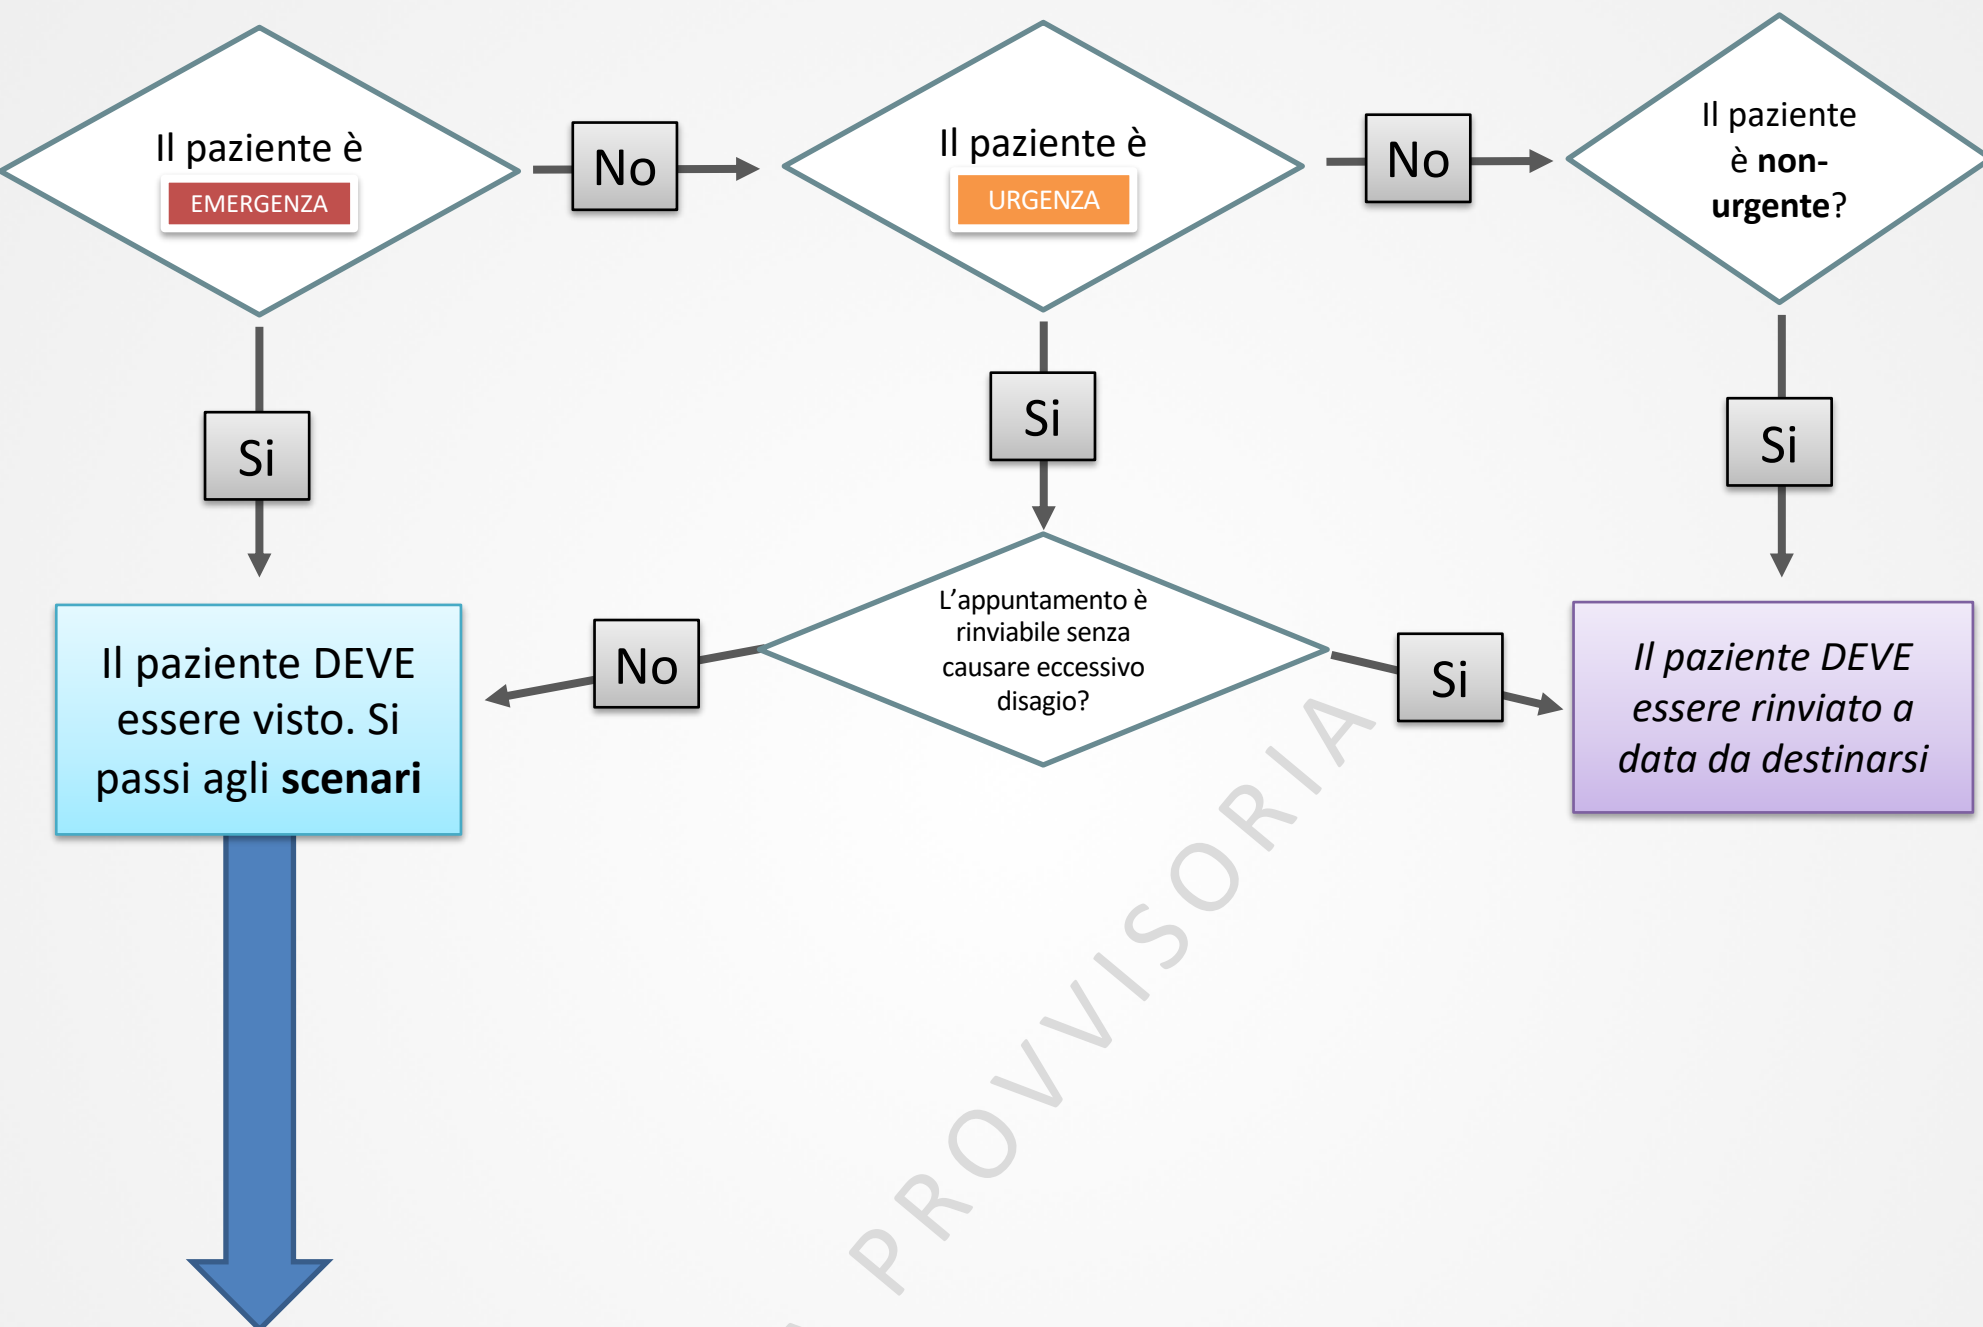 Il paziente è
EMERGENZA
No
Il paziente è
URGENZA
No
Il paziente
è non-
urgente?
Si
Si
Si
Il paziente DEVE
essere visto. Si
passi agli scenari
No
L’appuntamento è
rinviabile senza
causare eccessivo
disagio?
Si
Il paziente DEVE
essere rinviato a
data da destinarsi
PROVVISORIA